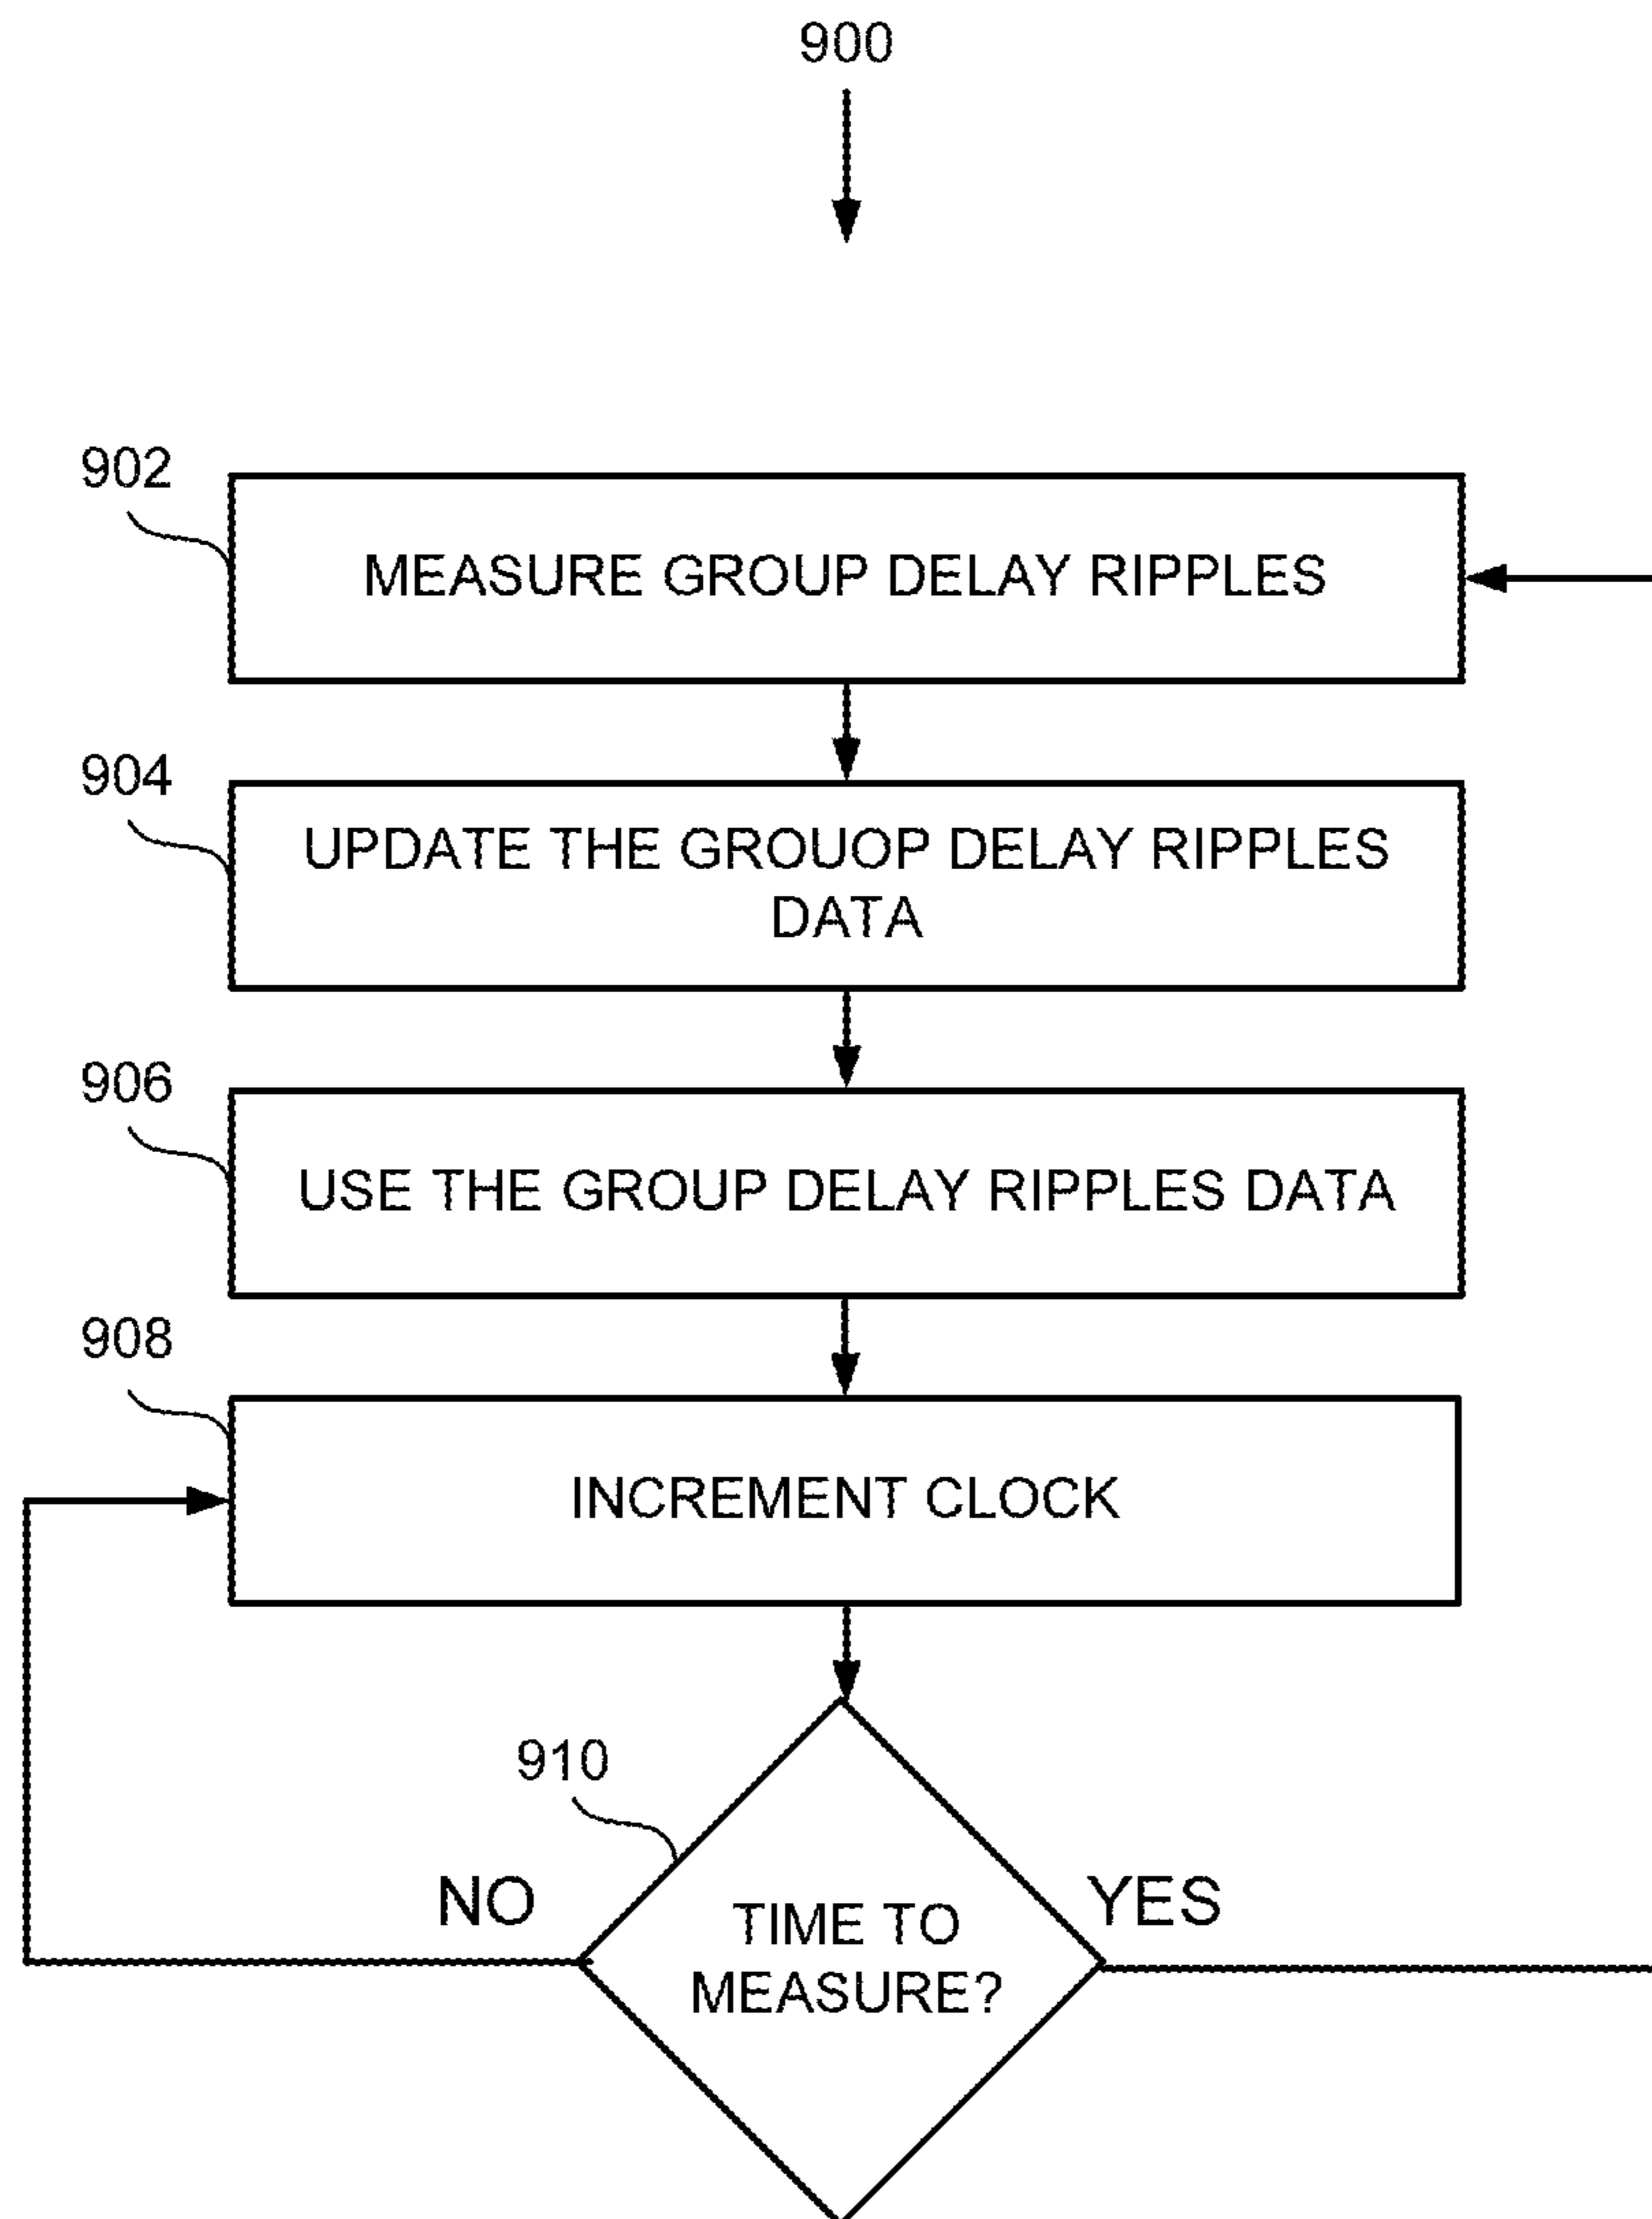 900
902
MEASURE GROUP DELAY RIPPLES
904
UPDATE THE GROUOP DELAY RIPPLES
DATA
906
USE THE GROUP DELAY RIPPLES DATA
908
INCREMENT CLOCK
910
NO
YES
TIME TO
MEASURE?